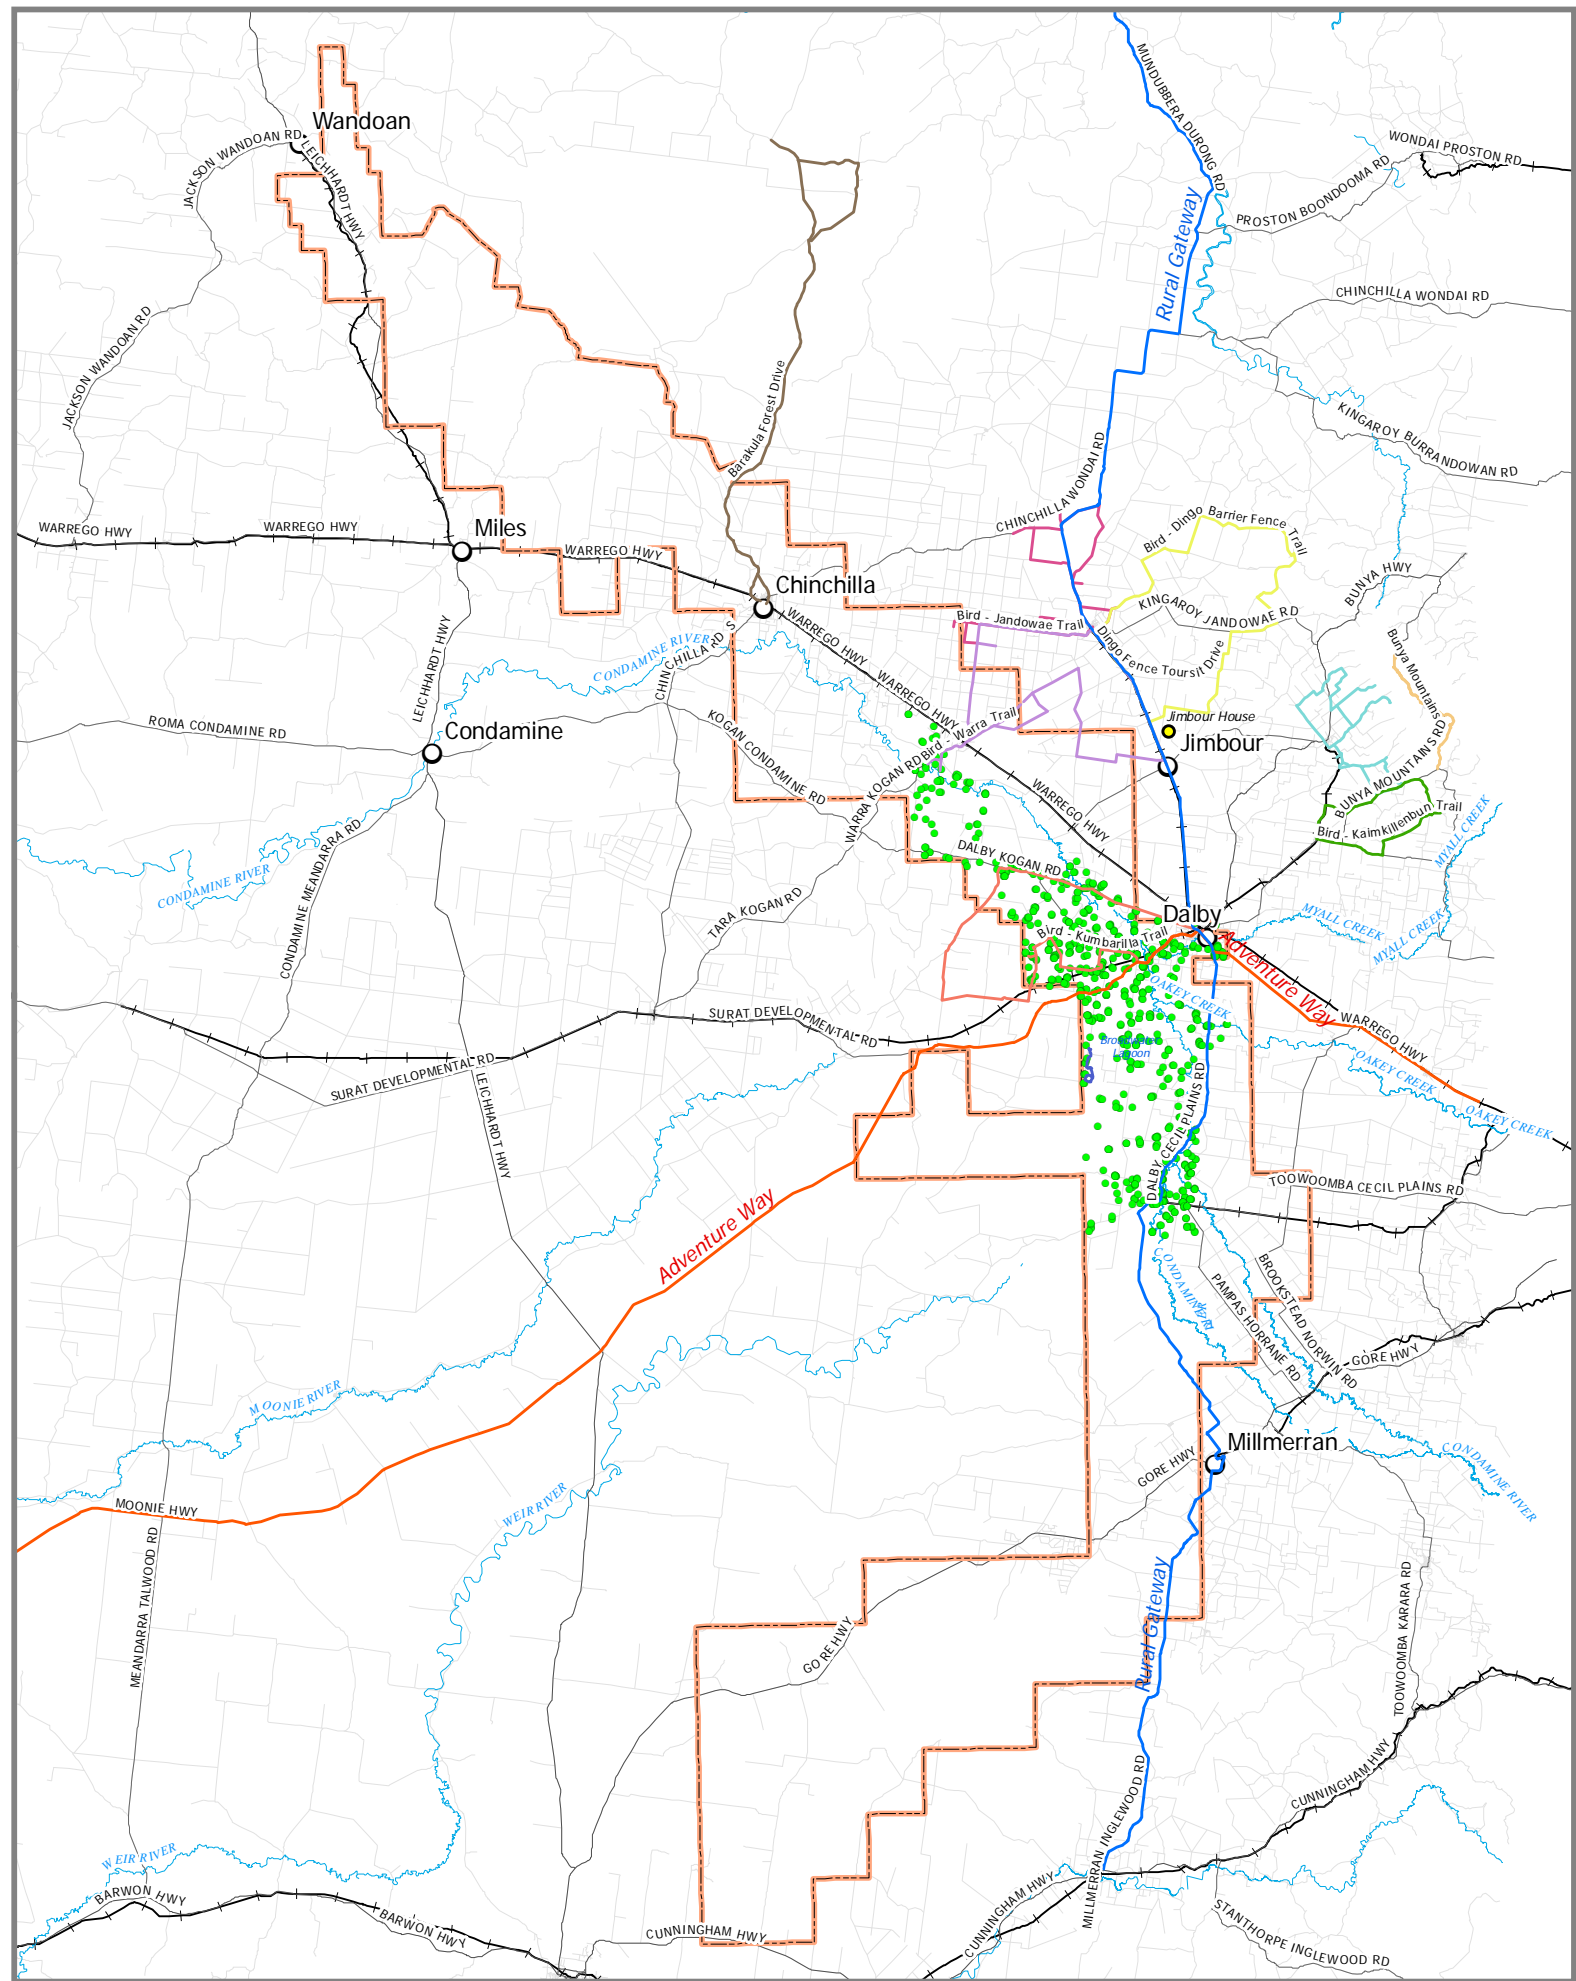 MUNDUBBERA DURONG RD
Wandoan
JACKSON WANDOAN RD
LEICHHARDT HWY
WONDAI PROSTON RD
PROSTON BOONDOOMA RD
Rural Gateway
CHINCHILLA WONDAI RD
JACKSON WANDOAN RD
Barakula Forest Drive
KINGAROY BURRANDOWAN RD
CHINCHILLA WONDAI RD
WARREGO HWY
WARREGO HWY
Miles
WARREGO HWY
Bird - Dingo Barrier Fence Trail
BUNYA HWY
Chinchilla
KINGAROY JANDOWAE RD
WARREGO HWY
Bird - Jandowae Trail
Dingo Fence Toursit Drive
LEICHHARDT HWY
CONDAMINE RIVER
CHINCHILLA RD S
Bunya Mountains
WARREGO HWY
ROMA CONDAMINE RD
Condamine
KOGAN CONDAMINE RD
Bird - Warra Trail
Jimbour House
Jimbour
WARRA KOGAN RD
WARREGO HWY
BUNYA MOUNTAINS RD
Bird - Kaimkillenbun Trail
MYALL CREEK
CONDAMINE RIVER
CONDAMINE MEANDARRA RD
DALBY KOGAN RD
TARA KOGAN RD
Dalby
Bird - Kumbarilla Trail
MYALL CREEK
MYALL CREEK
Adventure Way
OAKEY CREEK
SURAT DEVELOPMENTAL RD
WARREGO HWY
Broadwater
Lagoon
SURAT DEVELOPMENTAL RD
OAKEY CREEK
LEICHHARDT HWY
DALBY CECIL PLAINS RD
OAKEY CREEK
TOOWOOMBA CECIL PLAINS RD
Adventure Way
PAMPAS HORRANE RD
BROOKSTEAD NORWIN RD
GORE HWY
MOONIE RIVER
Millmerran
GORE HWY
CONDAMINE RIVER
WEIR RIVER
MOONIE HWY
MEANDARRA TALWOOD RD
Rural Gateway
TOOWOOMBA KARARA RD
GORE HWY
CUNNINGHAM HWY
MILLMERRAN INGLEWOOD RD
WEIR RIVER
BARWON HWY
BARWON HWY
CUNNINGHAM HWY
CUNNINGHAM HWY
STANTHORPE INGLEWOOD RD